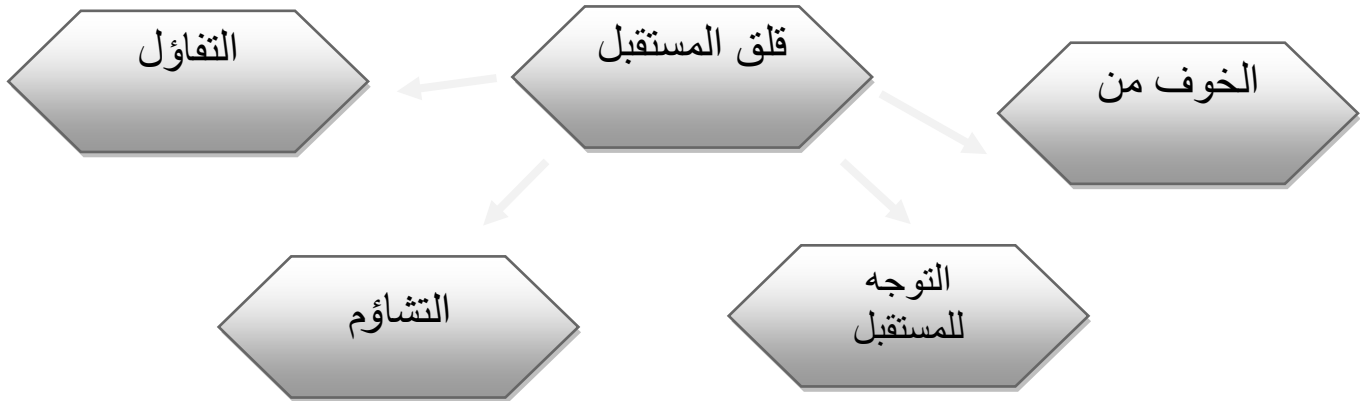 قلق المستقبل
الخوف من
التوجه
للمستقبل
التشاؤم
التفاؤل